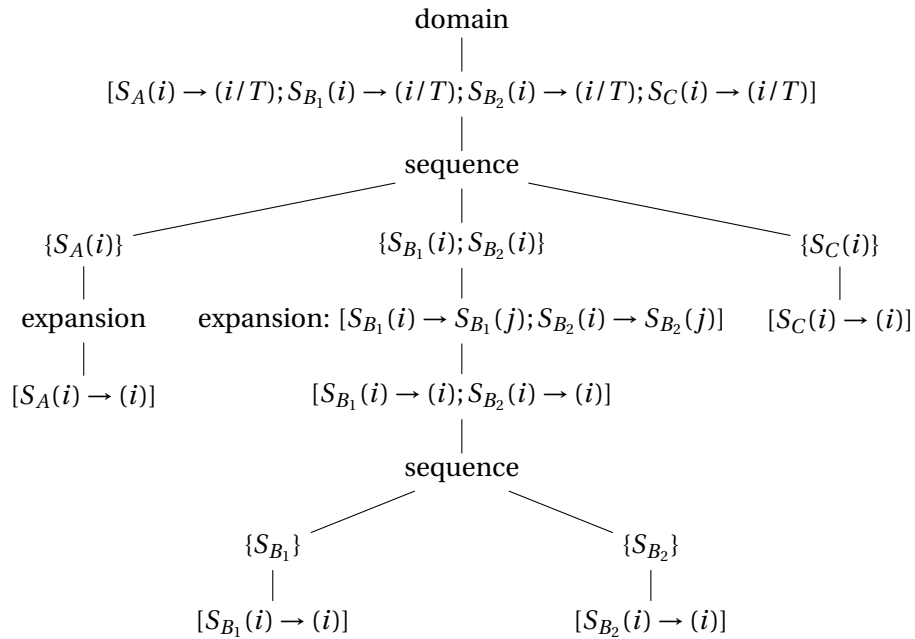 domain
[S_A(i) → (i/T); S_{B_1}(i) → (i/T); S_{B_2}(i) → (i/T); S_C(i) → (i/T)]
sequence
{S_A(i)} {S_{B_1}(i); S_{B_2}(i)} {S_C(i)}
expansion expansion: [S_{B_1}(i) → S_{B_1}(j); S_{B_2}(i) → S_{B_2}(j)] [S_C(i) → (i)]
[S_A(i) → (i)] [S_{B_1}(i) → (i); S_{B_2}(i) → (i)]
sequence
{S_{B_1}} {S_{B_2}}
[S_{B_1}(i) → (i)] [S_{B_2}(i) → (i)]